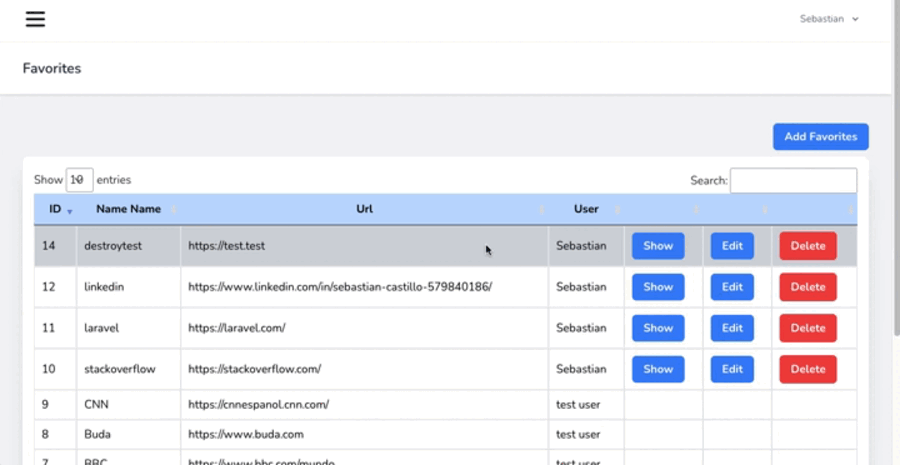 Sebastian
Favorites
Add Favorites
Show 10 entries Search:
ID Name Name Url User
14 destroytest https://test.test Sebastian Show Edit Delete
12 linkedin https://www.linkedin.com/in/sebastian-castillo-579840186/ Sebastian Show Edit Delete
11 laravel https://laravel.com/ Sebastian Show Edit Delete
10 stackoverflow https://stackoverflow.com/ Sebastian Show Edit Delete
9 CNN https://cnnespanol.cnn.com/ test user
8 Buda https://www.buda.com test user
7 BBC https://www.bbc.com/mundo test user